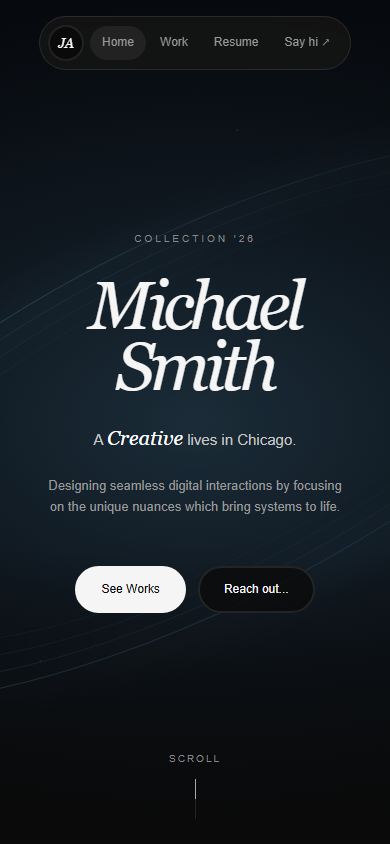 JA Home Work Resume Say hi ↗
COLLECTION '26
Michael
Smith
A Creative lives in Chicago.
Designing seamless digital interactions by focusing
on the unique nuances which bring systems to life.
See Works Reach out...
SCROLL